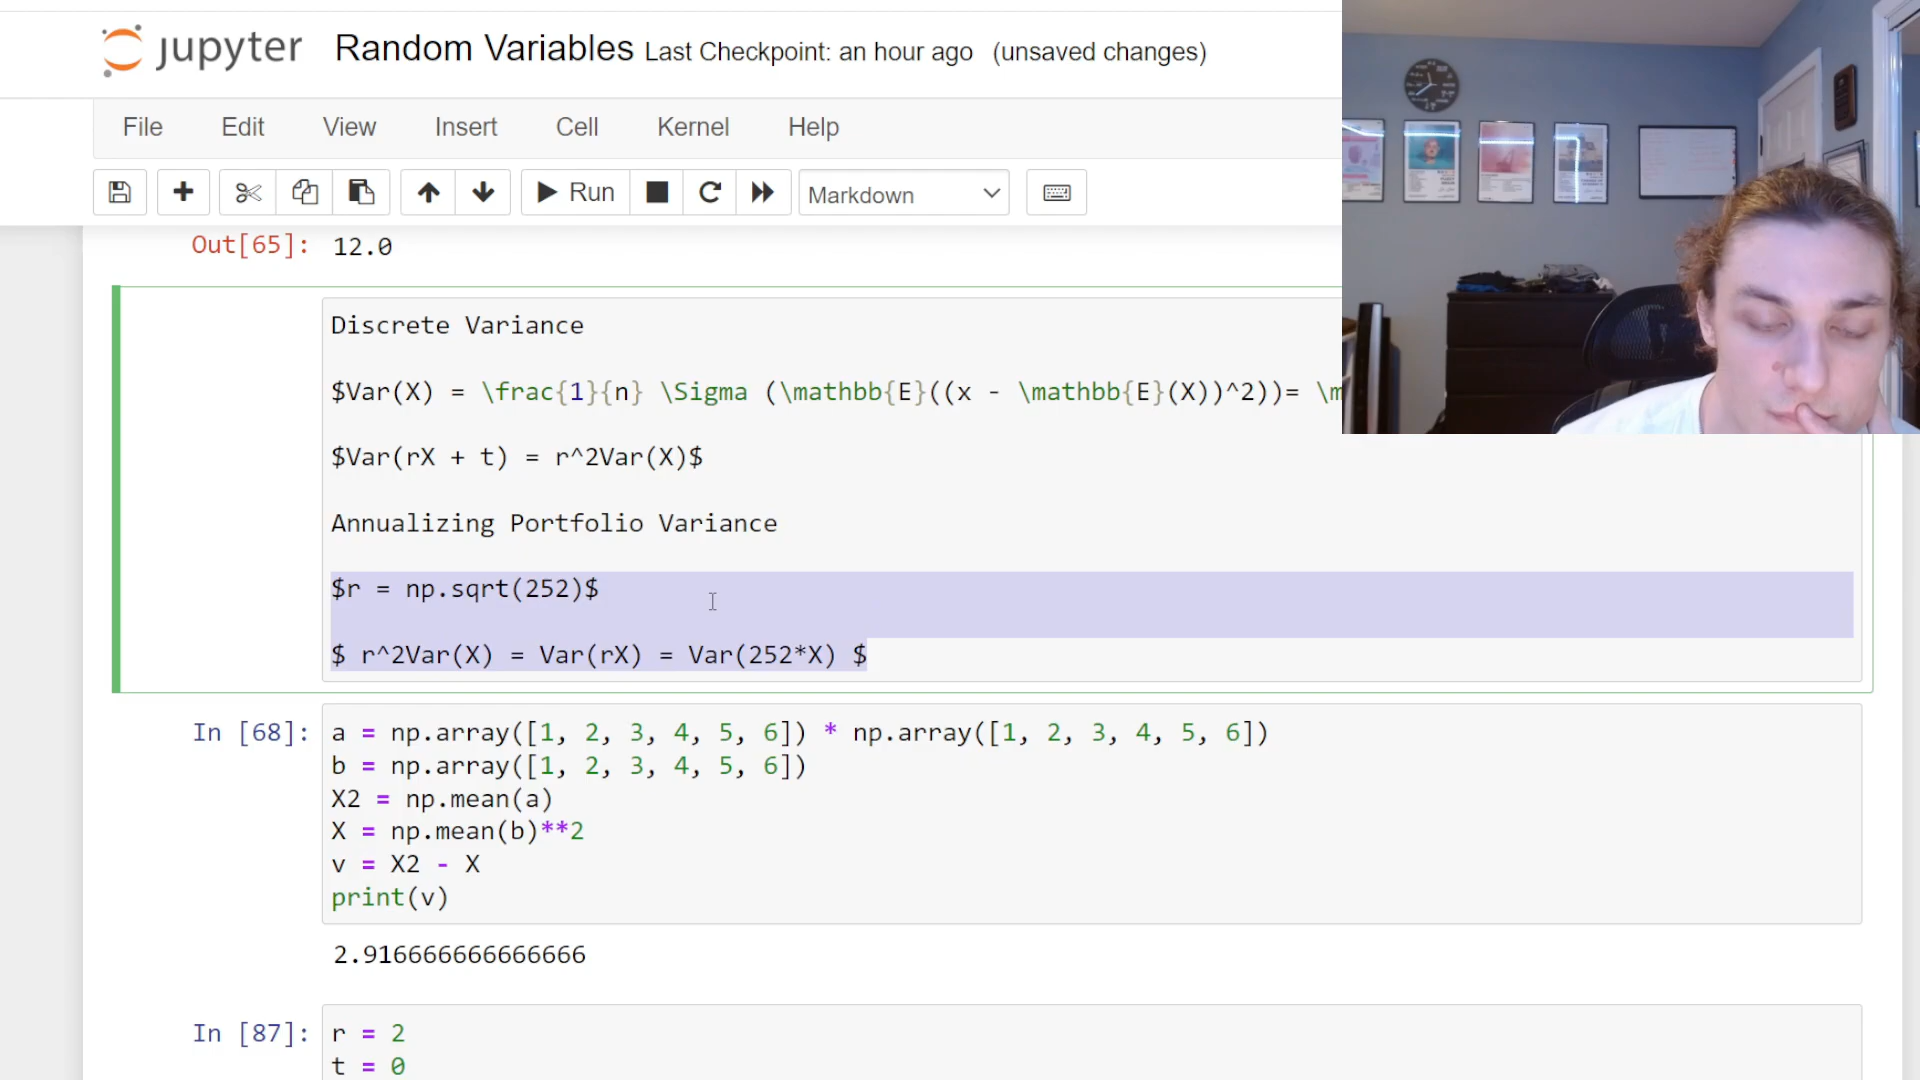 jupyter Random Variables Last Checkpoint: an hour ago (unsaved changes)
File Edit View Insert Cell Kernel Help
Run Markdown
Out[65]: 12.0
Discrete Variance
$Var(X) = \frac{1}{n} \Sigma (\mathbb{E}((x - \mathbb{E}(X))^2))= \m
$Var(rX + t) = r^2Var(X)$
Annualizing Portfolio Variance
$r = np.sqrt(252)$
$ r^2Var(X) = Var(rX) = Var(252*X) $
In [68]: a = np.array([1, 2, 3, 4, 5, 6]) * np.array([1, 2, 3, 4, 5, 6])
b = np.array([1, 2, 3, 4, 5, 6])
X2 = np.mean(a)
X = np.mean(b)**2
v = X2 - X
print(v)
2.916666666666666
In [87]: r = 2
t = 0